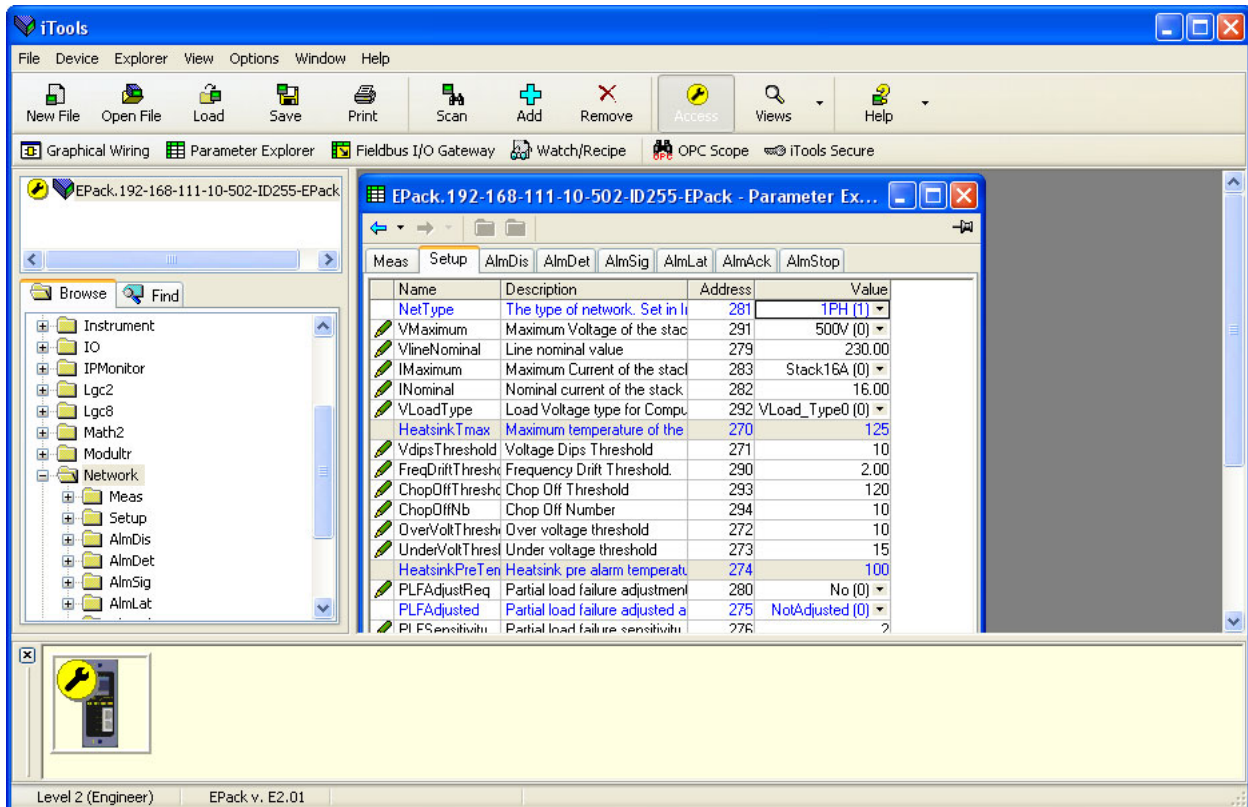 iTools
File Device Explorer View Options Window Help
New File Open File Load Save Print Scan Add Remove Access Views Help
Graphical Wiring Parameter Explorer Fieldbus I/O Gateway Watch/Recipe OPC Scope iTools Secure
EPack.192-168-111-10-502-ID255-EPack
Browse Find
Instrument
IO
IPMonitor
Lgc2
Lgc8
Math2
Modultr
Network
Meas
Setup
AlmDis
AlmDet
AlmSig
AlmLat
EPack.192-168-111-10-502-ID255-EPack - Parameter Ex...
Meas Setup AlmDis AlmDet AlmSig AlmLat AlmAck AlmStop
Name Description Address Value
NetType The type of network. Set in I 281 1PH (1)
VMaximum Maximum Voltage of the stac 291 500V (0)
VlineNominal Line nominal value 279 230.00
IMaximum Maximum Current of the stacl 283 Stack16A (0)
INominal Nominal current of the stack 282 16.00
VLoadType Load Voltage type for Compu 292 VLoad_Type0 (0)
HeatsinkTmax Maximum temperature of the 270 125
VdipsThreshold Voltage Dips Threshold 271 10
FreqDriftThresho Frequency Drift Threshold. 290 2.00
ChopOffThresho Chop Off Threshold 293 120
ChopOffNb Chop Off Number 294 10
OverVoltThresh Over voltage threshold 272 10
UnderVoltThresl Under voltage threshold 273 15
HeatsinkPreTen Heatsink pre alarm temperatu 274 100
PLFAdjustReq Partial load failure adjustment 280 No (0)
PLFAdjusted Partial load failure adjusted a 275 NotAdjusted (0)
PLFSensitivity Partial load failure sensitivity 276 2
Level 2 (Engineer) EPack v. E2.01